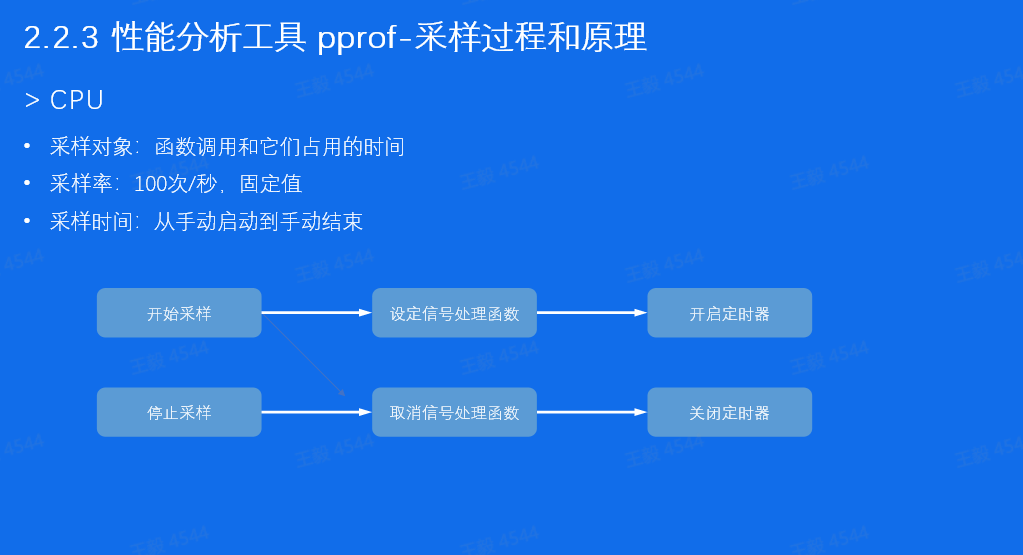 2.2.3 性能分析工具 pprof-采样过程和原理
> CPU
• 采样对象：函数调用和它们占用的时间
• 采样率：100次/秒，固定值
• 采样时间：从手动启动到手动结束
开始采样
设定信号处理函数
开启定时器
停止采样
取消信号处理函数
关闭定时器
王毅 4544